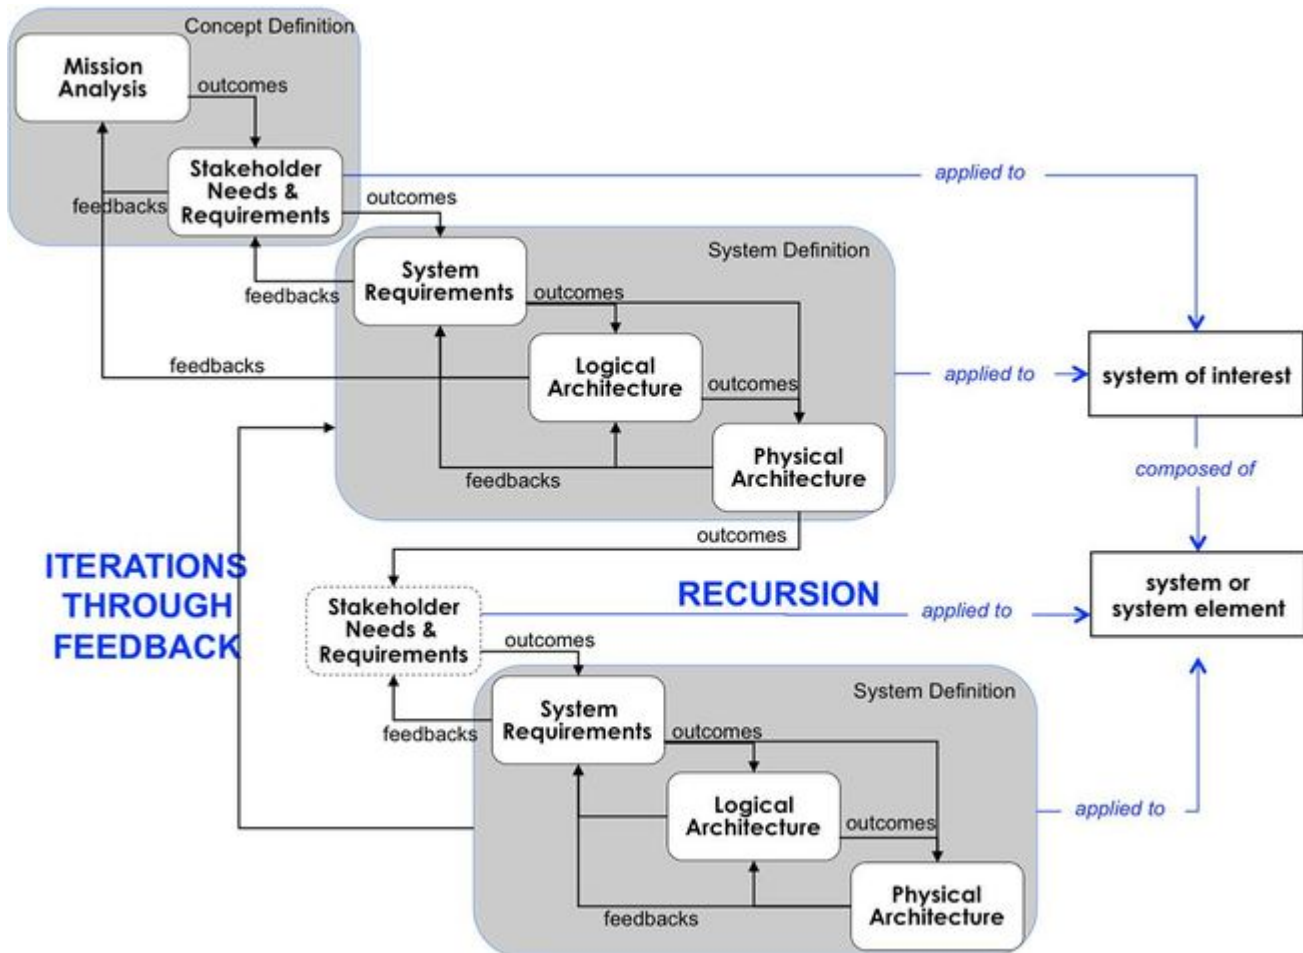 Concept Definition
Mission
Analysis
outcomes
Stakeholder
Needs &
Requirements
applied to
feedbacks
outcomes
System Definition
System
Requirements
feedbacks
outcomes
Logical
Architecture
feedbacks
outcomes
applied to
system of interest
Physical
Architecture
feedbacks
composed of
outcomes
ITERATIONS
THROUGH
FEEDBACK
RECURSION
system or
system element
Stakeholder
Needs &
Requirements
applied to
outcomes
System Definition
System
Requirements
feedbacks
outcomes
Logical
Architecture
outcomes
applied to
Physical
Architecture
feedbacks